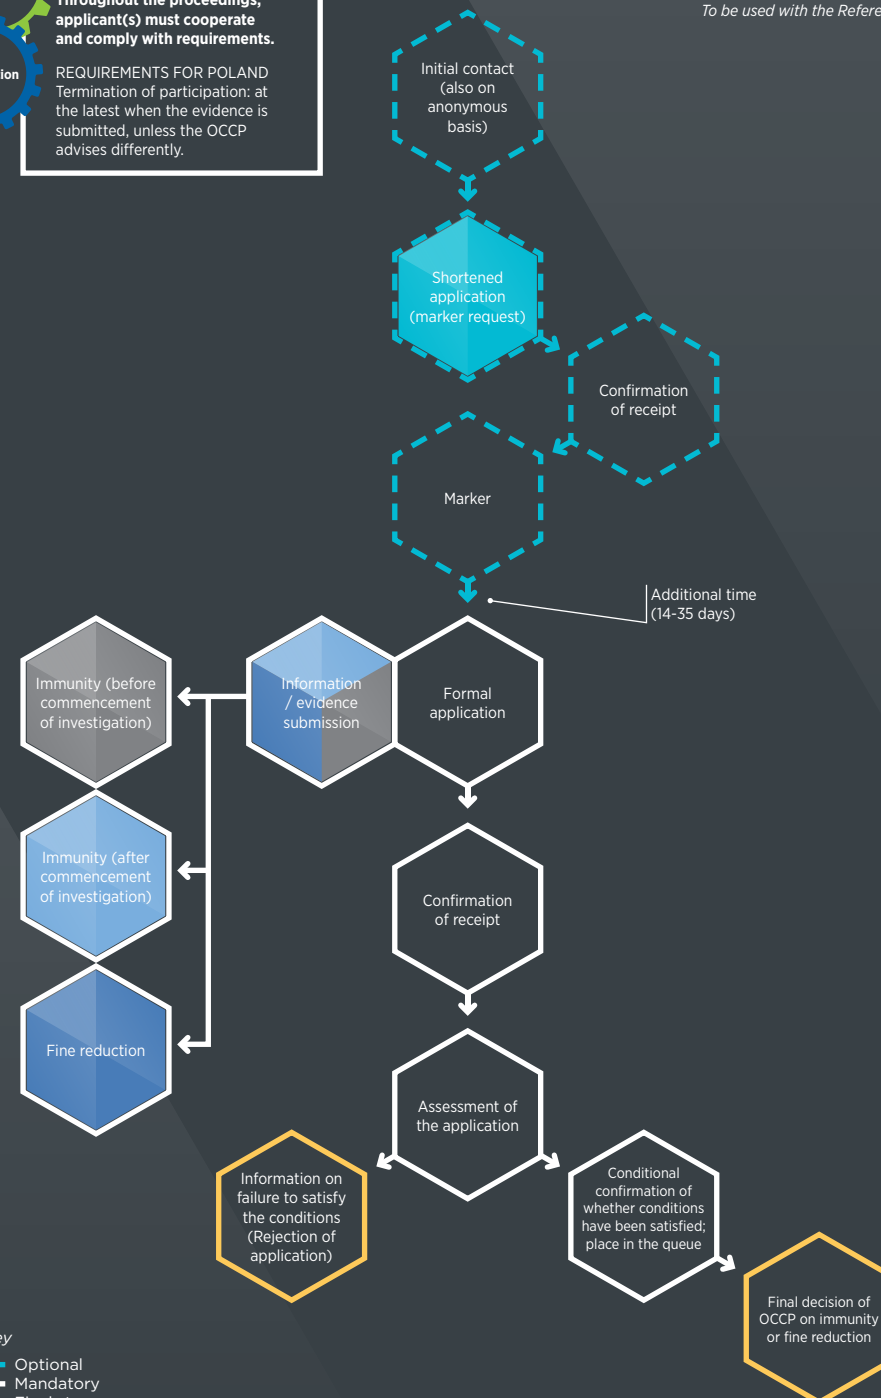 Throughout the proceedings,
applicant(s) must cooperate
and comply with requirements.
REQUIREMENTS FOR POLAND
Termination of participation: at
the latest when the evidence is
submitted, unless the OCCP
advises differently.
To be used with the
Initial contact
(also on
anonymous
basis)
Shortened
application
(marker request)
Confirmation
of receipt
Marker
Additional time
(14-35 days)
Immunity (before
commencement
of investigation)
Information
/ evidence
submission
Formal
application
Immunity (after
commencement
of investigation)
Confirmation
of receipt
Fine reduction
Assessment of
the application
Information on
failure to satisfy
the conditions
(Rejection of
application)
Conditional
confirmation of
whether conditions
have been satisfied;
place in the queue
Final decision of
OCCP on immunity
or fine reduction
Optional
Mandatory